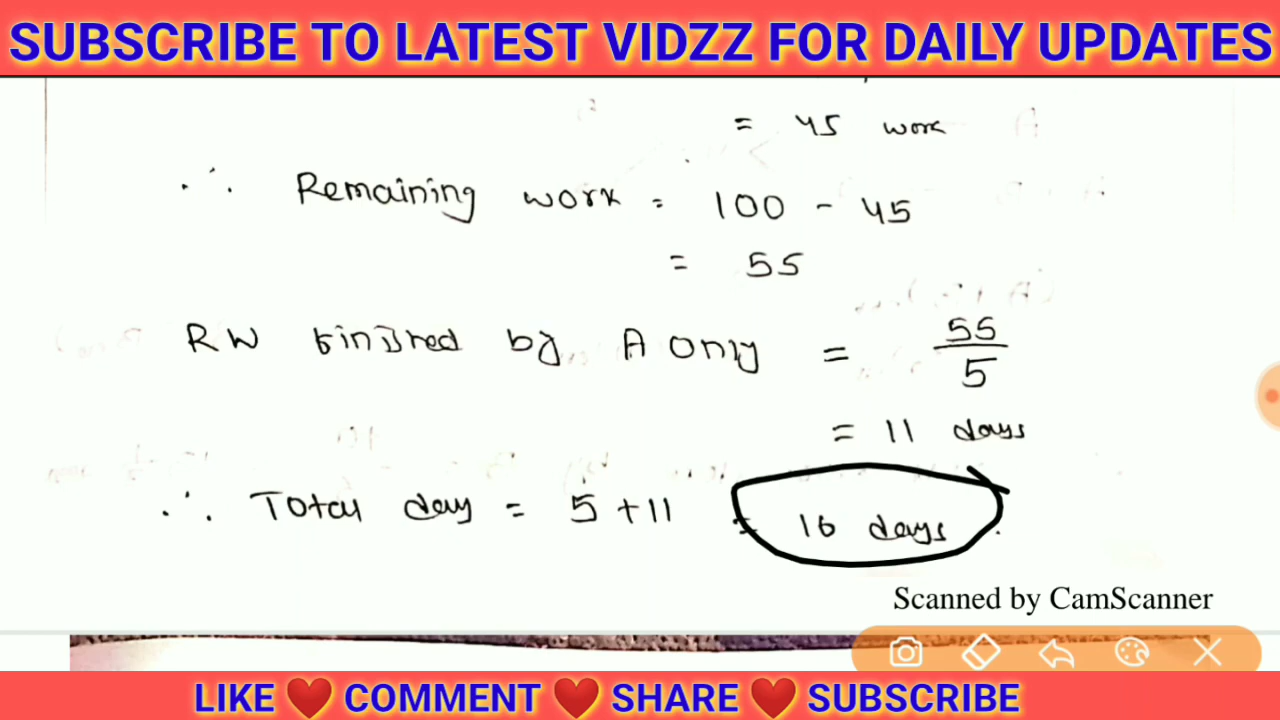 SUBSCRIBE TO LATEST VIDZZ FOR DAILY UPDATES
= 45 work
∴ Remaining work = 100 - 45
= 55
RW finished by A only = 55/5
= 11 days
∴ Total day = 5 + 11 = 16 days.
Scanned by CamScanner
LIKE ❤ COMMENT ❤ SHARE ❤ SUBSCRIBE